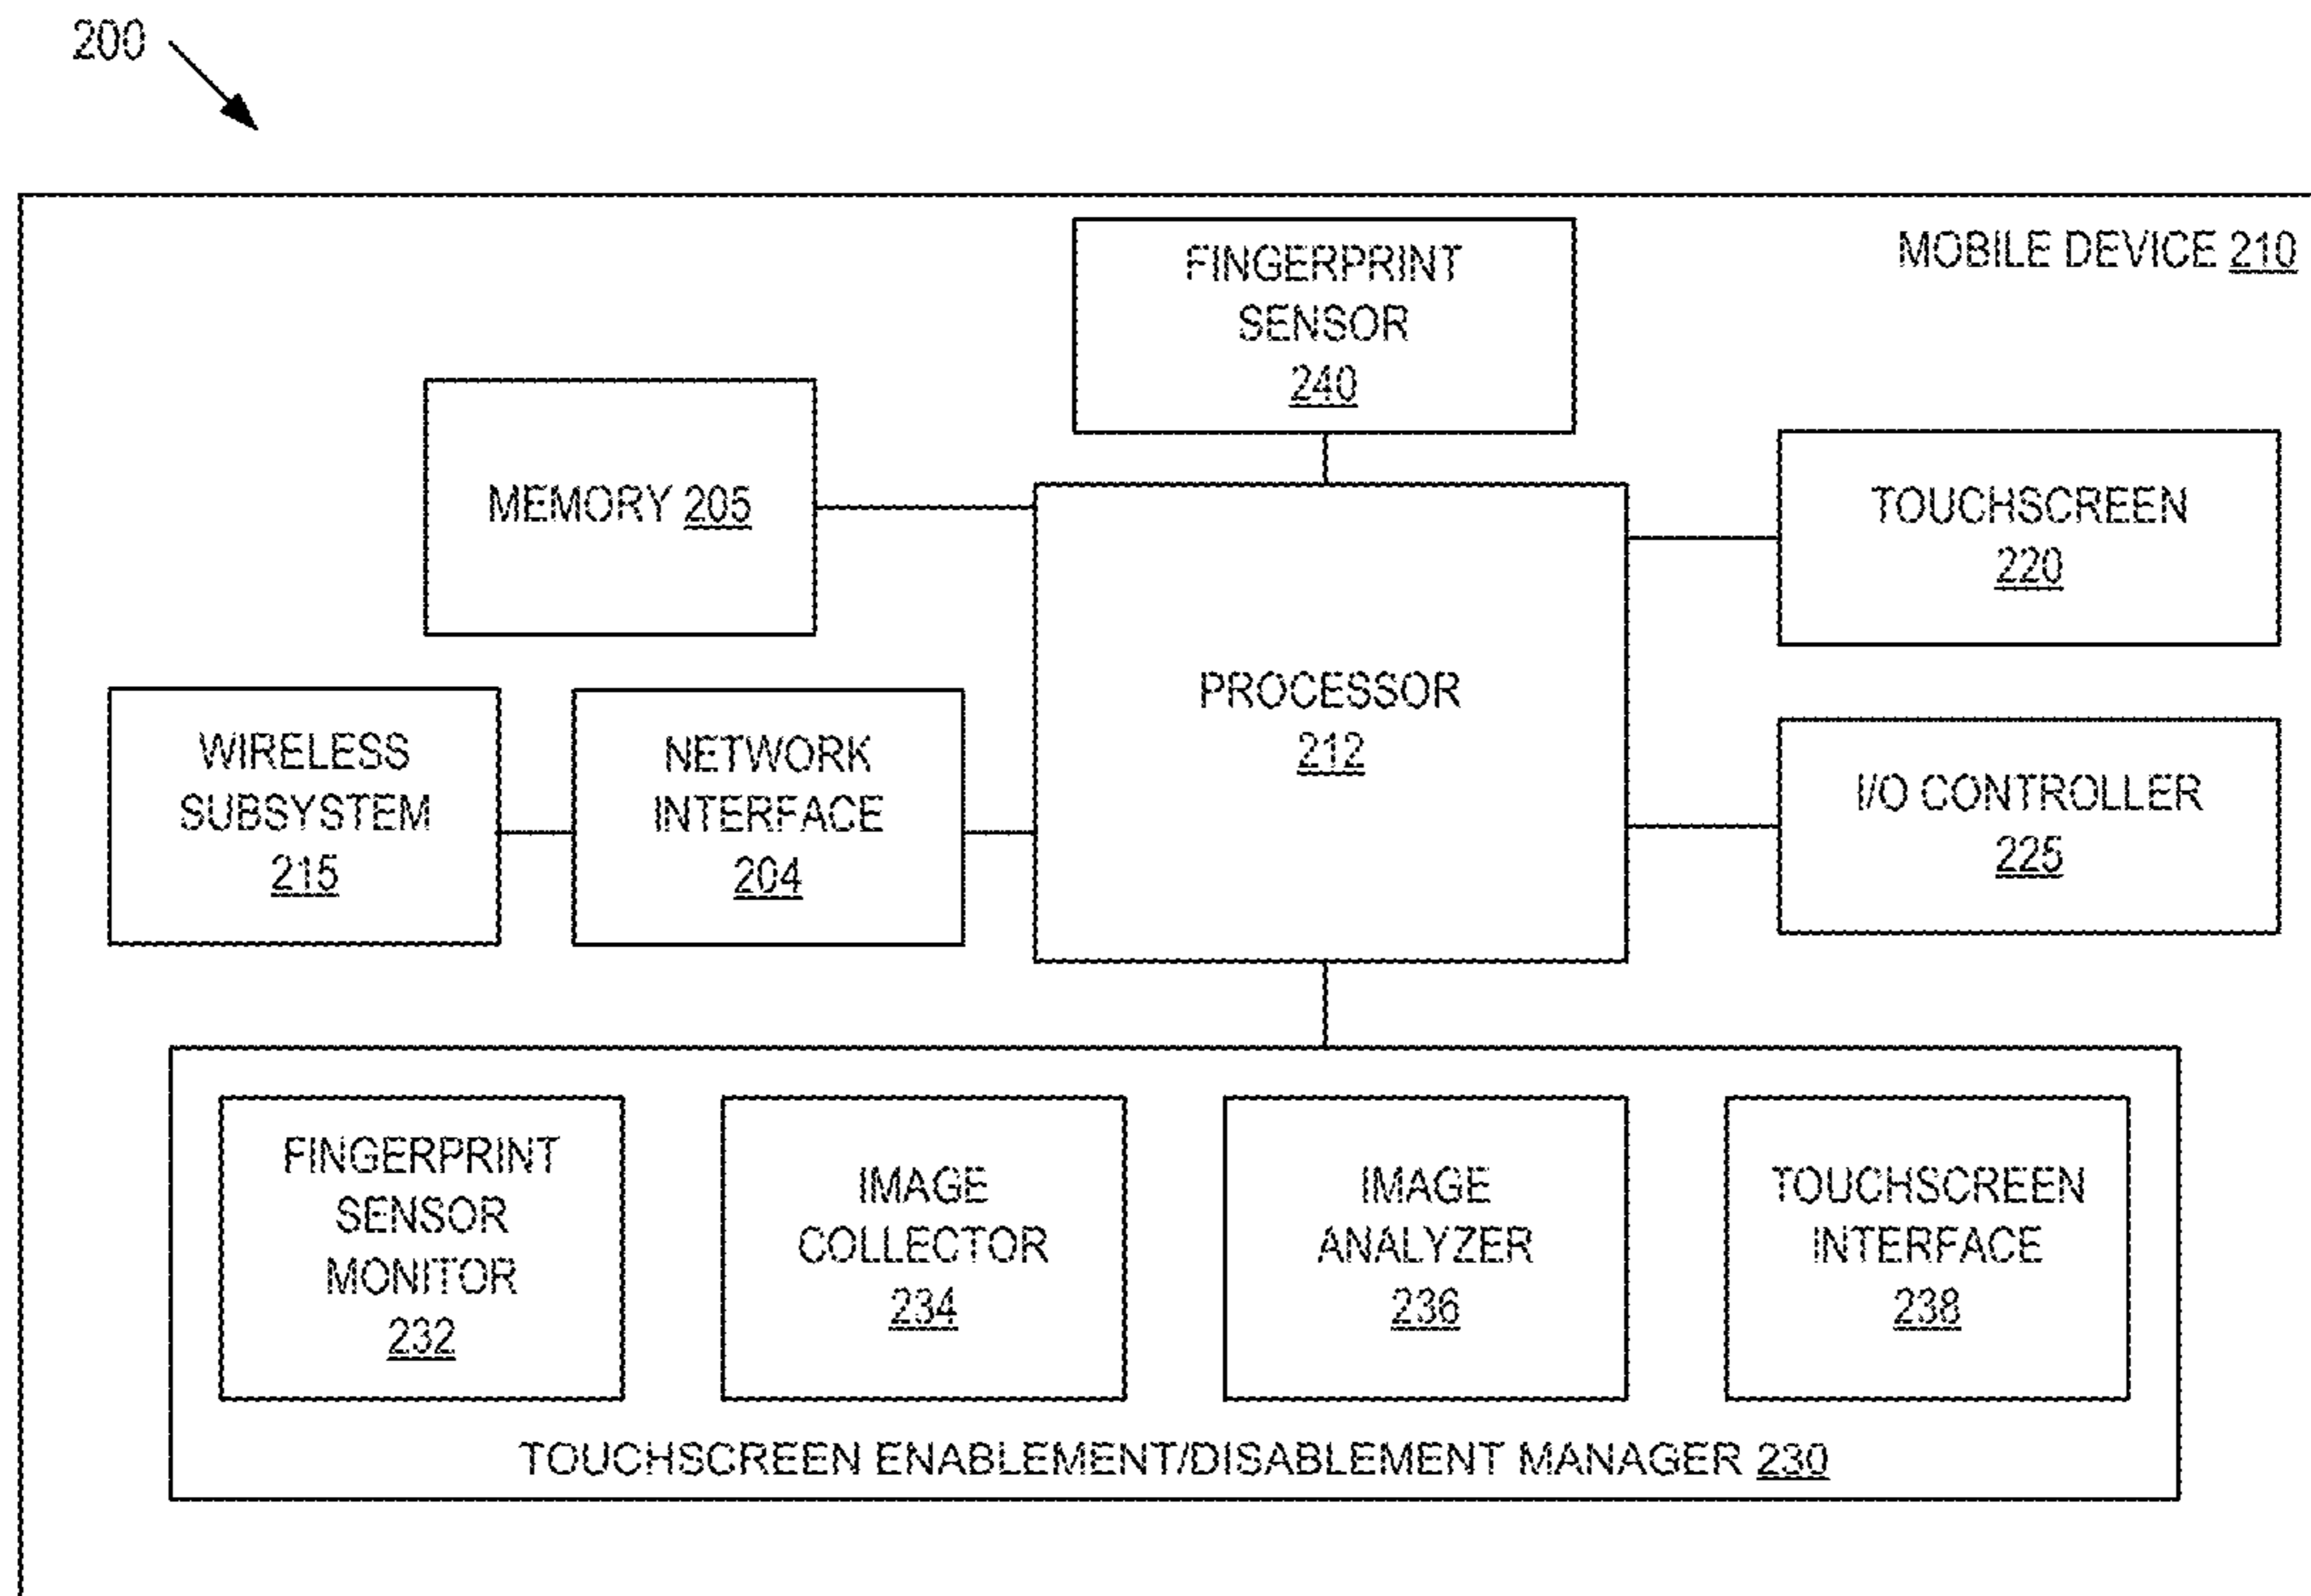 200
MOBILE DEVICE 210
FINGERPRINT
SENSOR
240
MEMORY 205
TOUCHSCREEN
220
PROCESSOR
212
WIRELESS
SUBSYSTEM
215
NETWORK
INTERFACE
204
I/O CONTROLLER
225
FINGERPRINT
SENSOR
MONITOR
232
IMAGE
COLLECTOR
234
IMAGE
ANALYZER
236
TOUCHSCREEN
INTERFACE
238
TOUCHSCREEN ENABLEMENT/DISABLEMENT MANAGER 230